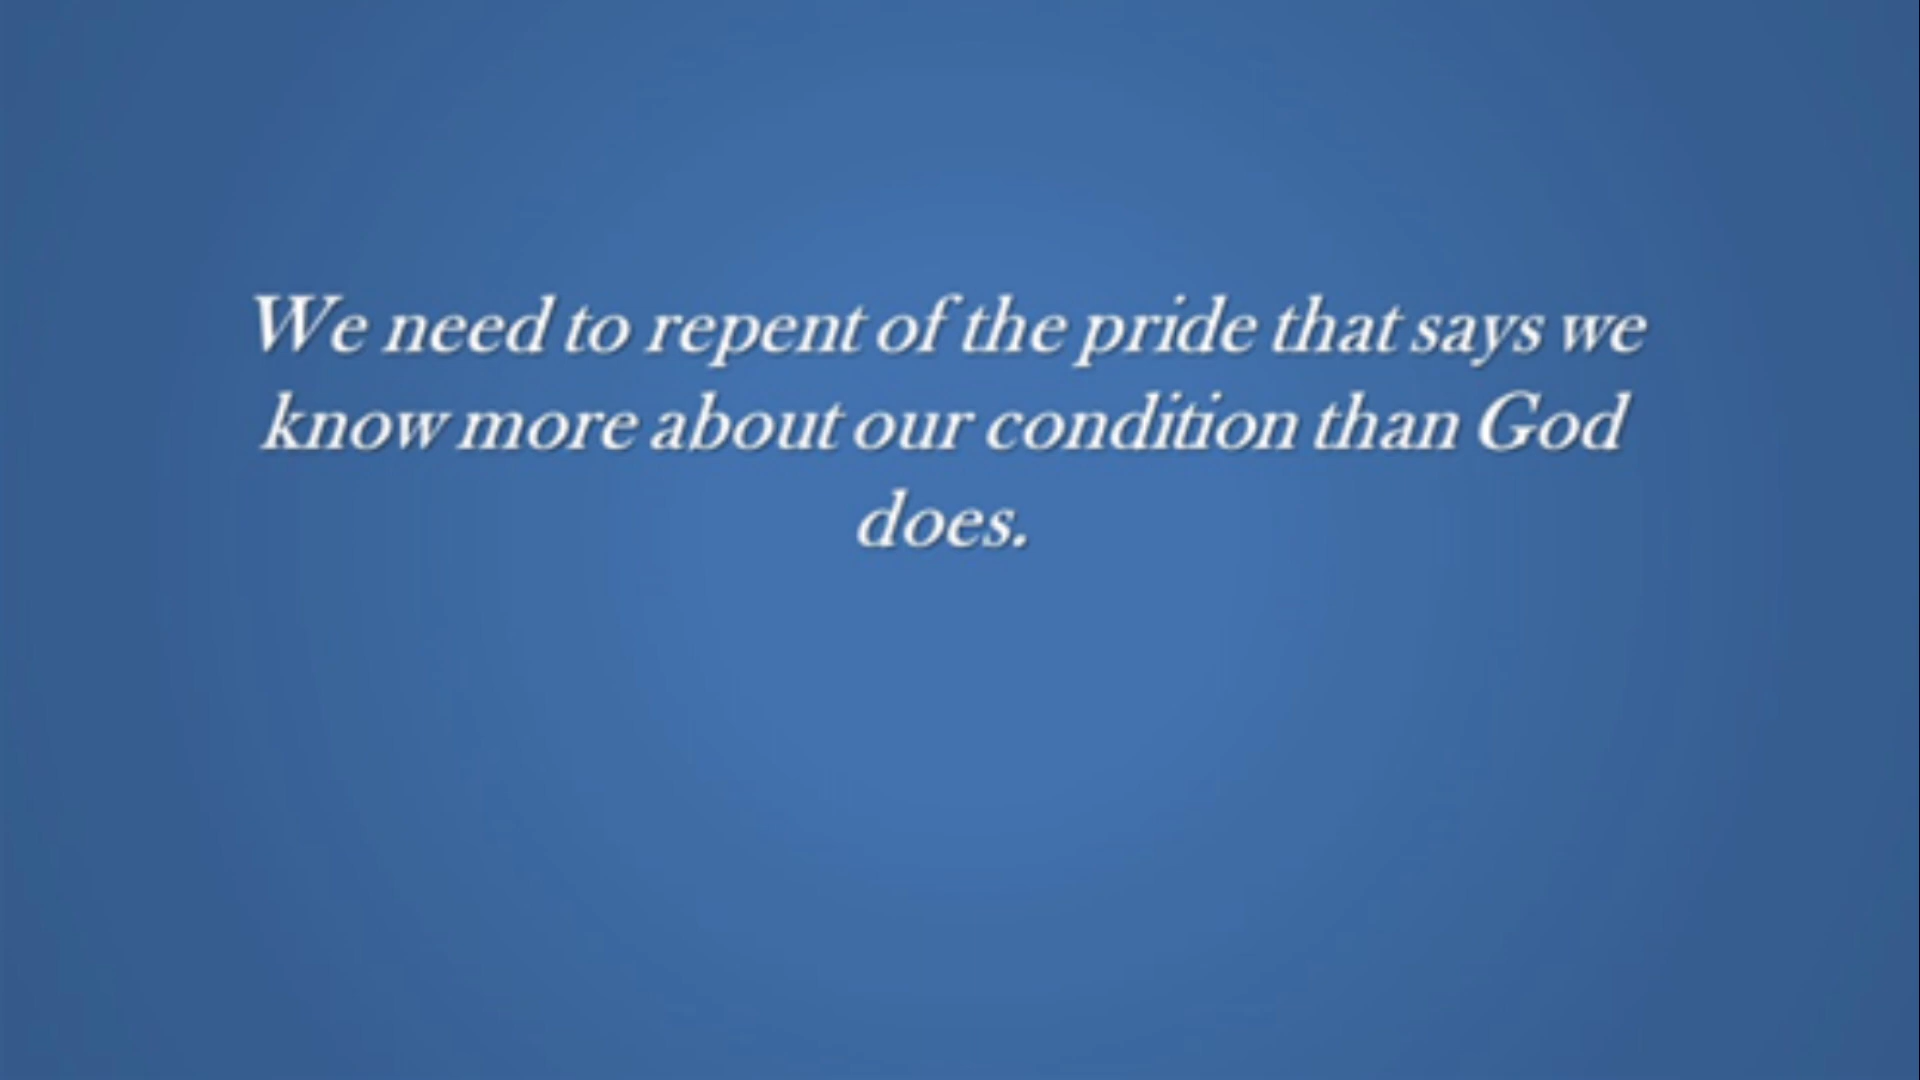 We need to repent of the pride that says we
know more about our condition than God
does.